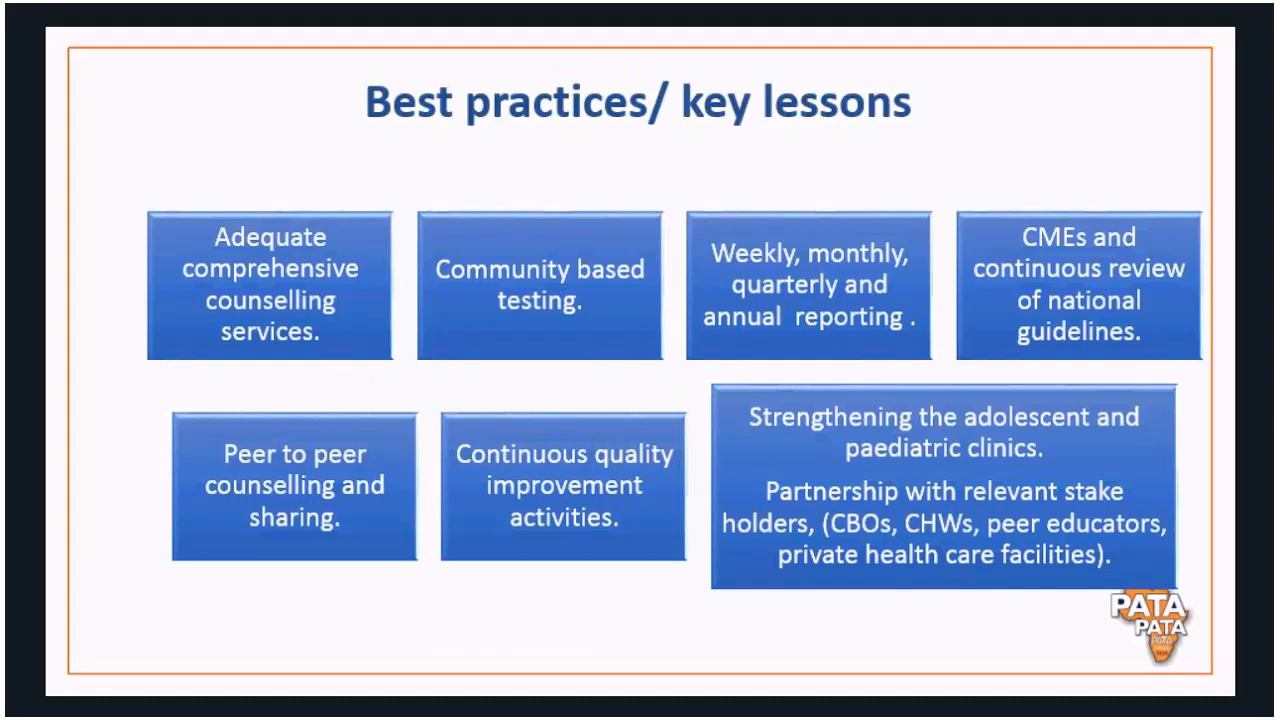 Best practices/ key lessons
Adequate
comprehensive
counselling
services.
Community based
testing.
Weekly, monthly,
quarterly and
annual  reporting .
CMEs and
continuous review
of national
guidelines.
Peer to peer
counselling and
sharing.
Continuous quality
improvement
activities.
Strengthening the adolescent and
paediatric clinics.
Partnership with relevant stake
holders, (CBOs, CHWs, peer educators,
private health care facilities).
PATA
PATA
PATA